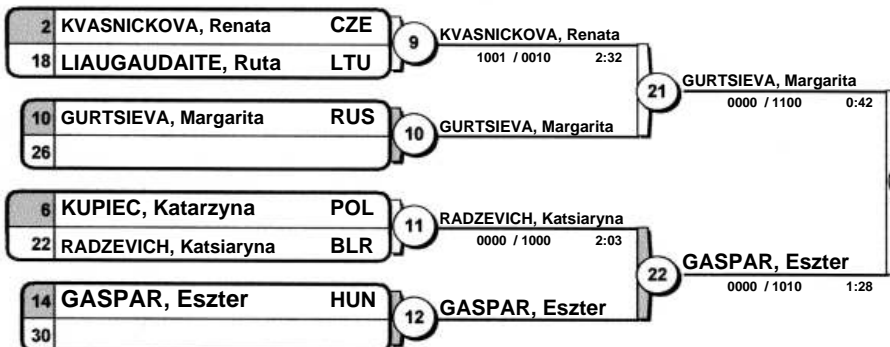 2 KVASNICKOVA, Renata CZE
18 LIAUGAUDAITE, Ruta LTU
9
KVASNICKOVA, Renata
1001 / 0010 2:32
10 GURTSIEVA, Margarita RUS
26
10
GURTSIEVA, Margarita
21
GURTSIEVA, Margarita
0000 / 1100 0:42
6 KUPIEC, Katarzyna POL
22 RADZEVICH, Katsiaryna BLR
11
RADZEVICH, Katsiaryna
0000 / 1000 2:03
14 GASPAR, Eszter HUN
30
12
GASPAR, Eszter
22
GASPAR, Eszter
0000 / 1010 1:28